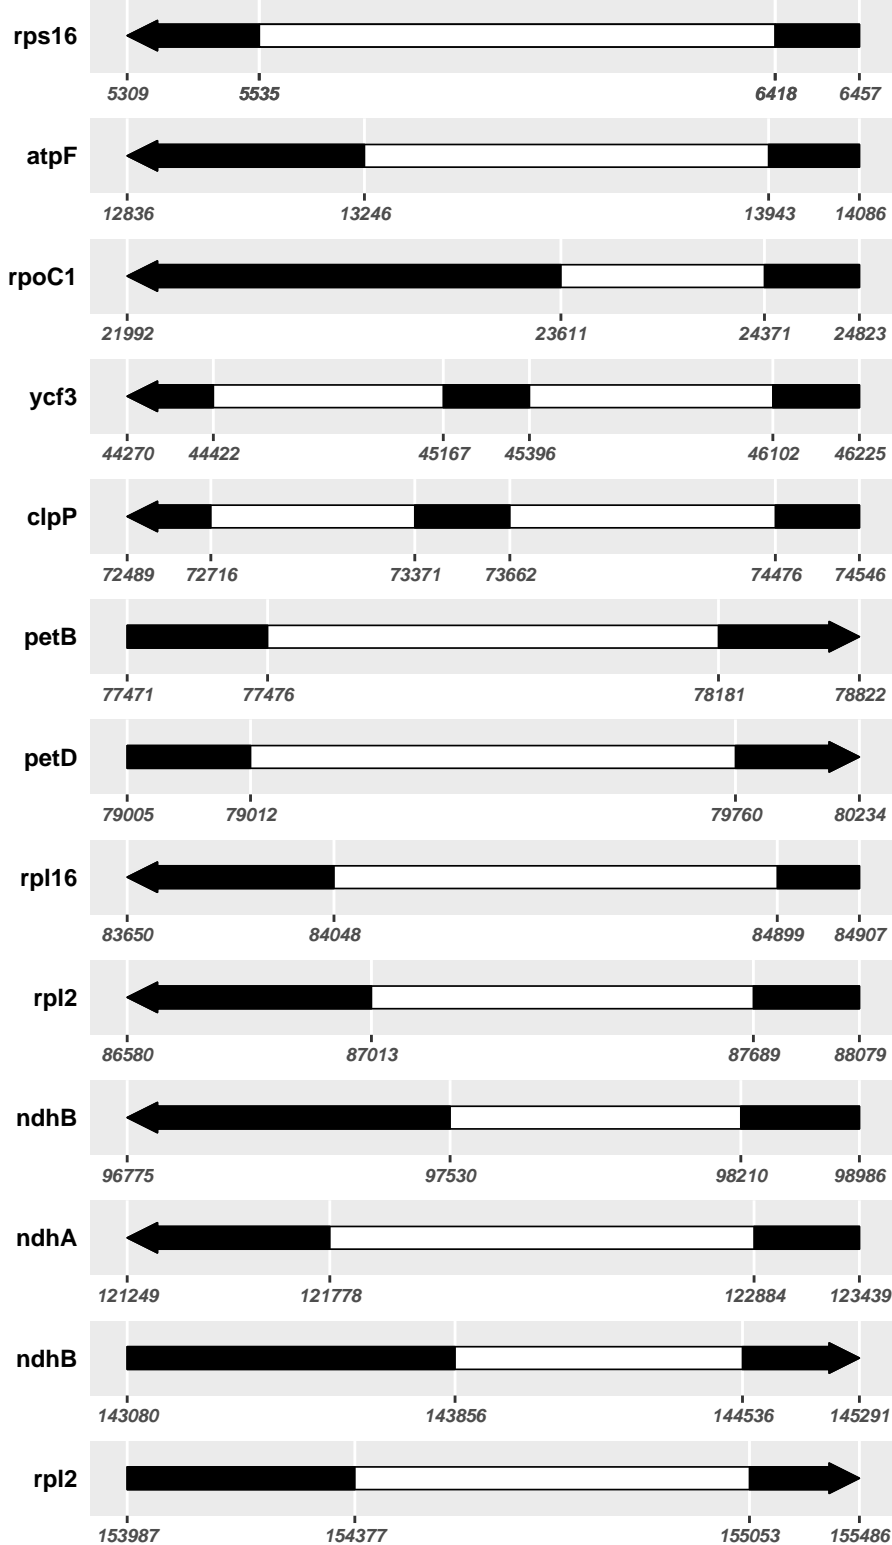 rps16
5309 5535 6418 6457
atpF
12836 13246 13943 14086
rpoC1
21992 23611 24371 24823
ycf3
44270 44422 45167 45396 46102 46225
clpP
72489 72716 73371 73662 74476 74546
petB
77471 77476 78181 78822
petD
79005 79012 79760 80234
rpl16
83650 84048 84899 84907
rpl2
86580 87013 87689 88079
ndhB
96775 97530 98210 98986
ndhA
121249 121778 122884 123439
ndhB
143080 143856 144536 145291
rpl2
153987 154377 155053 155486